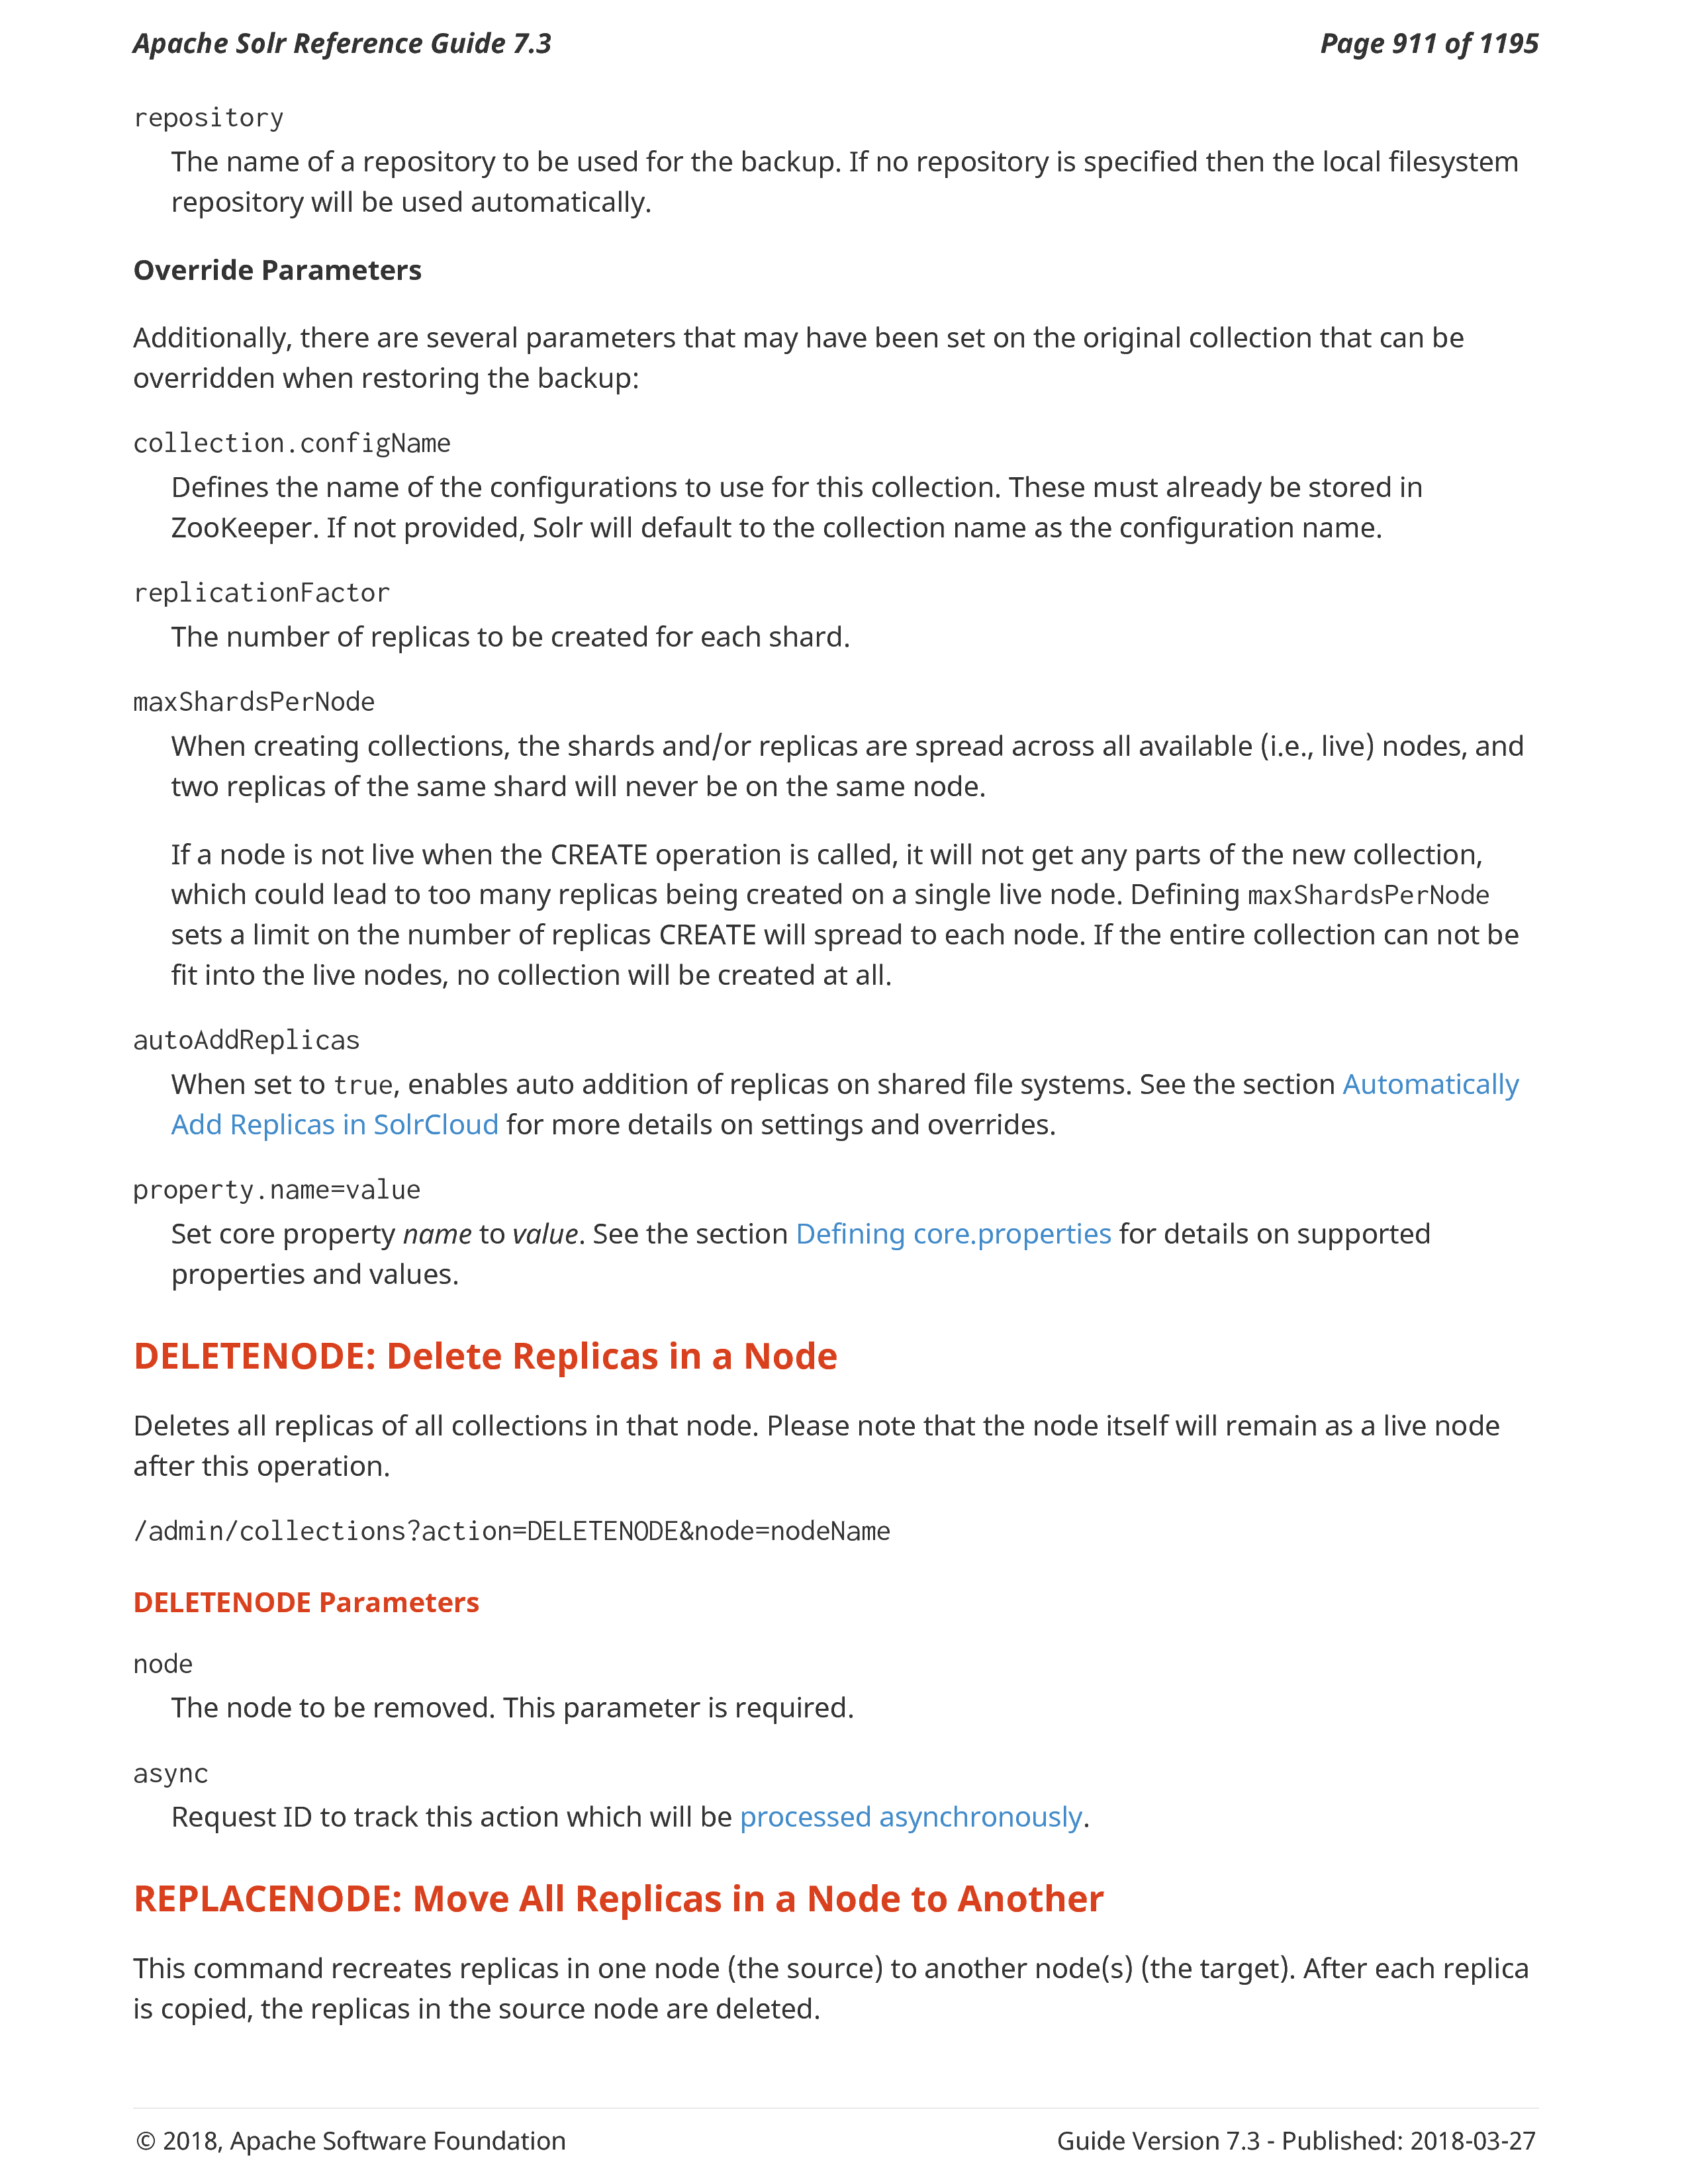 Apache Solr Reference Guide 7.3
Page 911 of 1195
repository
The name of a repository to be used for the backup. If no repository is specified then the local filesystem
repository will be used automatically.
Override Parameters
Additionally, there are several parameters that may have been set on the original collection that can be
overridden when restoring the backup:
collection.configName
Defines the name of the configurations to use for this collection. These must already be stored in
ZooKeeper. If not provided, Solr will default to the collection name as the configuration name.
replicationFactor
The number of replicas to be created for each shard.
maxShardsPerNode
When creating collections, the shards and/or replicas are spread across all available (i.e., live) nodes, and
two replicas of the same shard will never be on the same node.
If a node is not live when the CREATE operation is called, it will not get any parts of the new collection,
which could lead to too many replicas being created on a single live node. Defining maxShardsPerNode
sets a limit on the number of replicas CREATE will spread to each node. If the entire collection can not be
fit into the live nodes, no collection will be created at all.
autoAddReplicas
When set to true, enables auto addition of replicas on shared file systems. See the section Automatically
Add Replicas in SolrCloud for more details on settings and overrides.
property.name=value
Set core property name to value. See the section Defining core.properties for details on supported
properties and values.
DELETENODE: Delete Replicas in a Node
Deletes all replicas of all collections in that node. Please note that the node itself will remain as a live node
after this operation.
/admin/collections?action=DELETENODE&node=nodeName
DELETENODE Parameters
node
The node to be removed. This parameter is required.
async
Request ID to track this action which will be processed asynchronously.
REPLACENODE: Move All Replicas in a Node to Another
This command recreates replicas in one node (the source) to another node(s) (the target). After each replica
is copied, the replicas in the source node are deleted.
© 2018, Apache Software Foundation
Guide Version 7.3 - Published: 2018-03-27